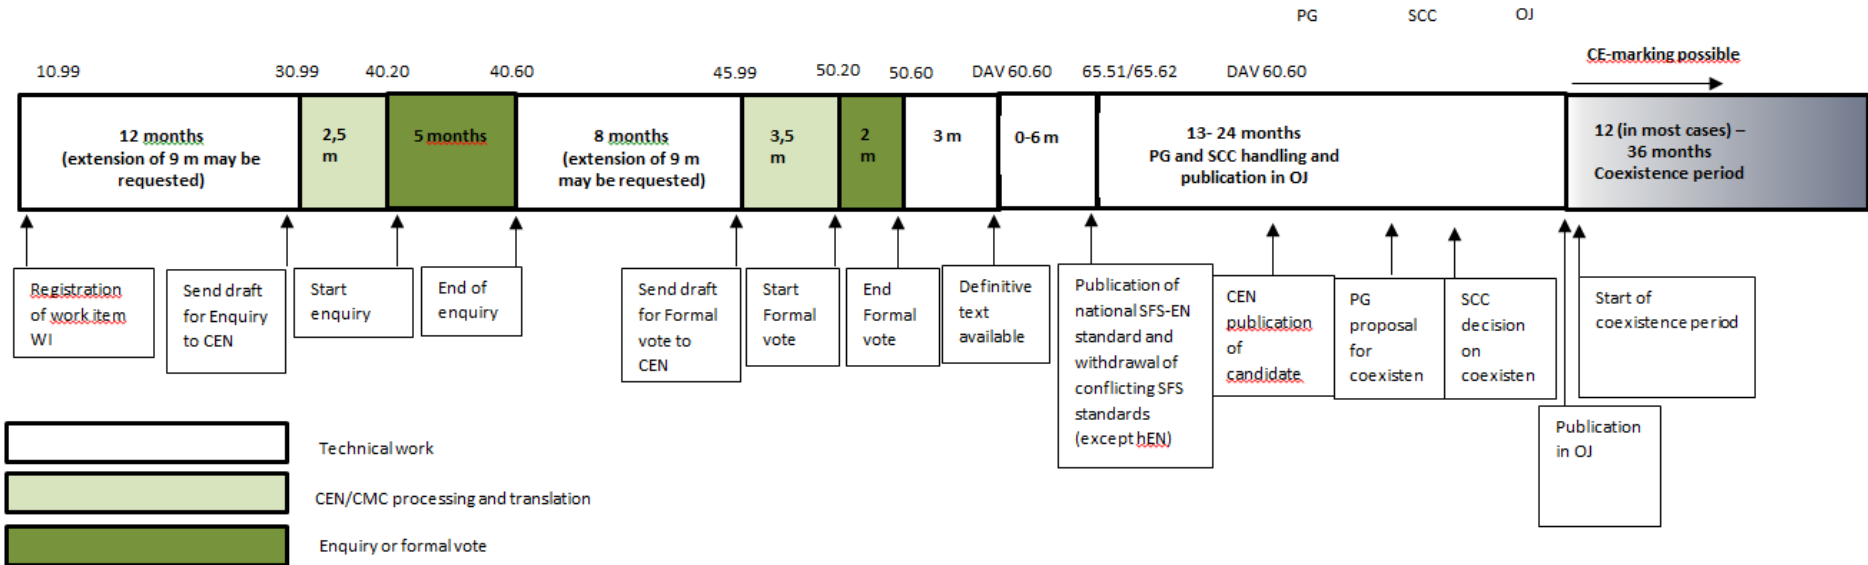 PG SCC OJ
CE-marking possible
10.99 30.99 40.20 40.60 45.99 50.20 50.60 DAV 60.60 65.51/65.62 DAV 60.60
12 months
(extension of 9 m may be
requested)
2,5
m
5 months
8 months
(extension of 9 m
may be requested)
3,5
m
2
m
3 m
0-6 m
13- 24 months
PG and SCC handling and
publication in OJ
12 (in most cases) –
36 months
Coexistence period
Registration
of work item
WI
Send draft
for Enquiry
to CEN
Start
enquiry
End of
enquiry
Send draft
for Formal
vote to
CEN
Start
Formal
vote
End
Formal
vote
Definitive
text
available
Publication of
national SFS-EN
standard and
withdrawal of
conflicting SFS
standards
(except hEN)
CEN
publication
of
candidate
PG
proposal
for
coexisten
SCC
decision
on
coexisten
Publication
in OJ
Start of
coexistence period
Technical work
CEN/CMC processing and translation
Enquiry or formal vote